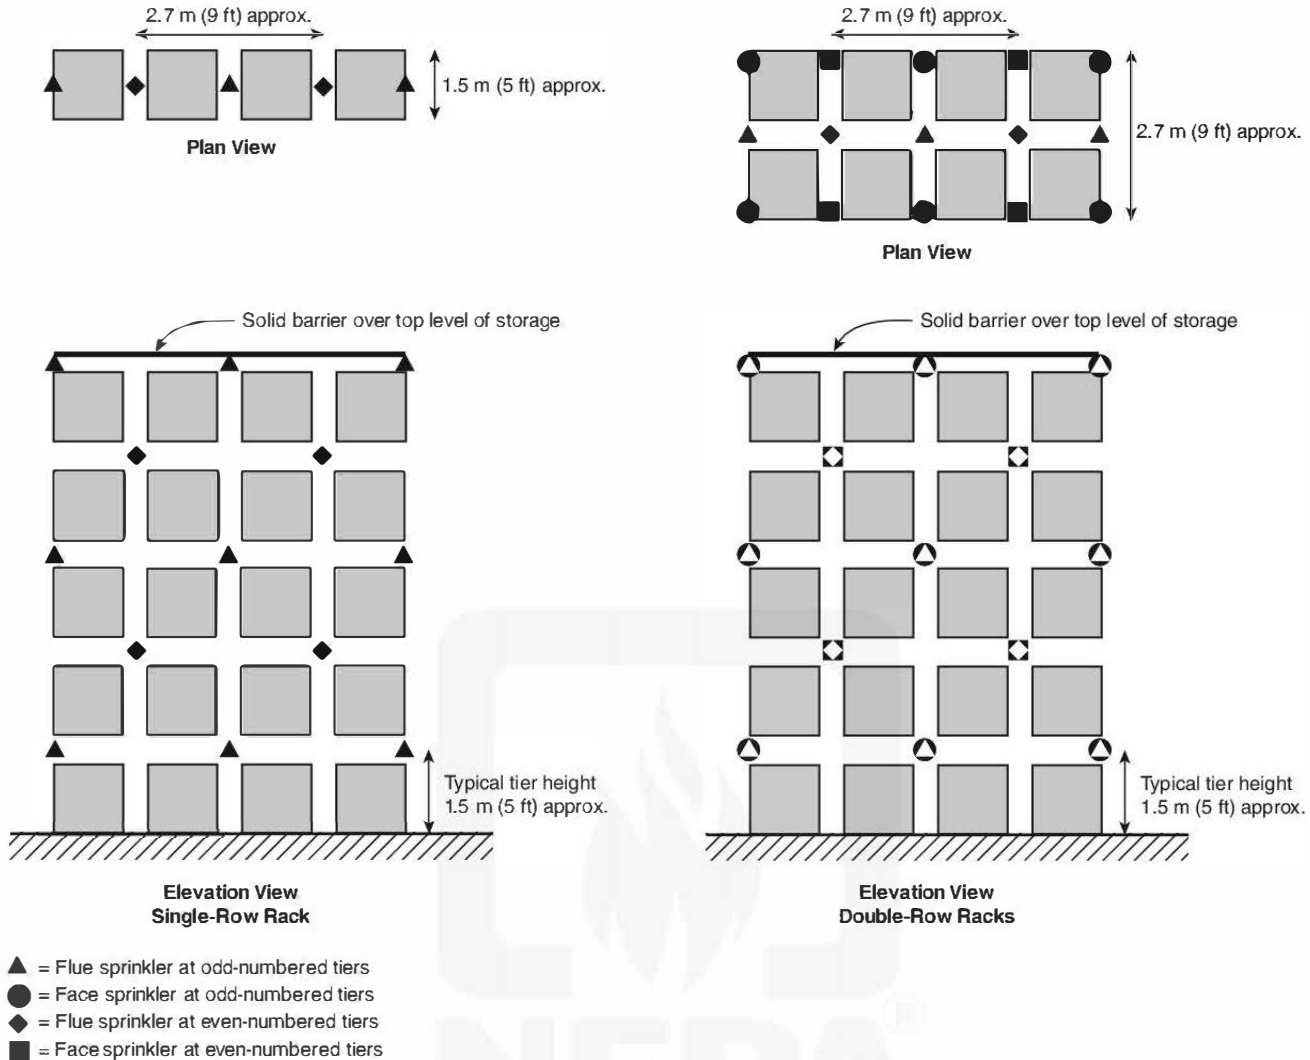 2.7 m (9 ft) approx.
1.5 m (5 ft) approx.
Plan View
2.7 m (9 ft) approx.
2.7 m (9 ft) approx.
Plan View
Solid barrier over top level of storage
Typical tier height
1.5 m (5 ft) approx.
Elevation View
Single-Row Rack
Solid barrier over top level of storage
Typical tier height
1.5 m (5 ft) approx.
Elevation View
Double-Row Racks
= Flue sprinkler at odd-numbered tiers
= Face sprinkler at odd-numbered tiers
= Flue sprinkler at even-numbered tiers
= Face sprinkler at even-numbered tiers
NFPA®